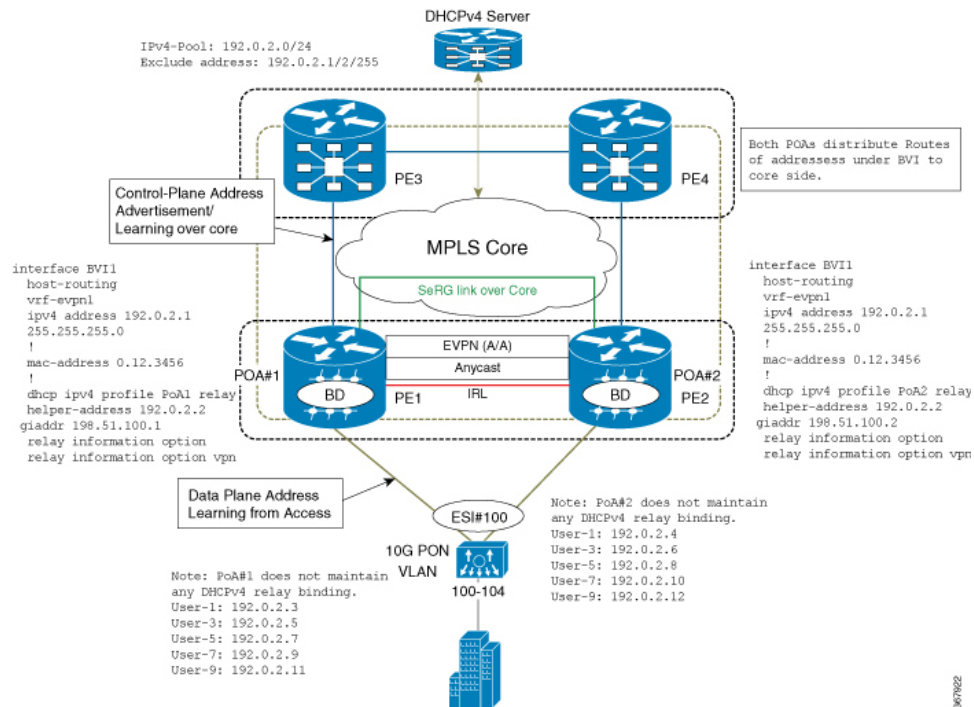 DHCPv4 Server
IPv4-Pool: 192.0.2.0/24
Exclude address: 192.0.2.1/2/255
PE3
PE4
Both POAs distribute Routes
of addressess under BVI to
core side.
Control-Plane Address
Advertisement/
Learning over core
MPLS Core
SeRG link over Core
interface BVI1
host-routing
vrf-evpn1
ipv4 address 192.0.2.1
255.255.255.0
!
mac-address 0.12.3456
!
dhcp ipv4 profile PoA1 relay
helper-address 192.0.2.2
giaddr 198.51.100.1
relay information option
relay information option vpn
interface BVI1
host-routing
vrf-evpn1
ipv4 address 192.0.2.1
255.255.255.0
!
mac-address 0.12.3456
!
dhcp ipv4 profile PoA2 relay
helper-address 192.0.2.2
giaddr 198.51.100.2
relay information option
relay information option vpn
EVPN (A/A)
Anycast
IRL
POA#1
BD
PE1
POA#2
BD
PE2
Data Plane Address
Learning from Access
ESI#100
10G PON
VLAN
100-104
Note: PoA#2 does not maintain
any DHCPv4 relay binding.
User-1: 192.0.2.4
User-3: 192.0.2.6
User-5: 192.0.2.8
User-7: 192.0.2.10
User-9: 192.0.2.12
Note: PoA#1 does not maintain
any DHCPv4 relay binding.
User-1: 192.0.2.3
User-3: 192.0.2.5
User-5: 192.0.2.7
User-7: 192.0.2.9
User-9: 192.0.2.11
367922